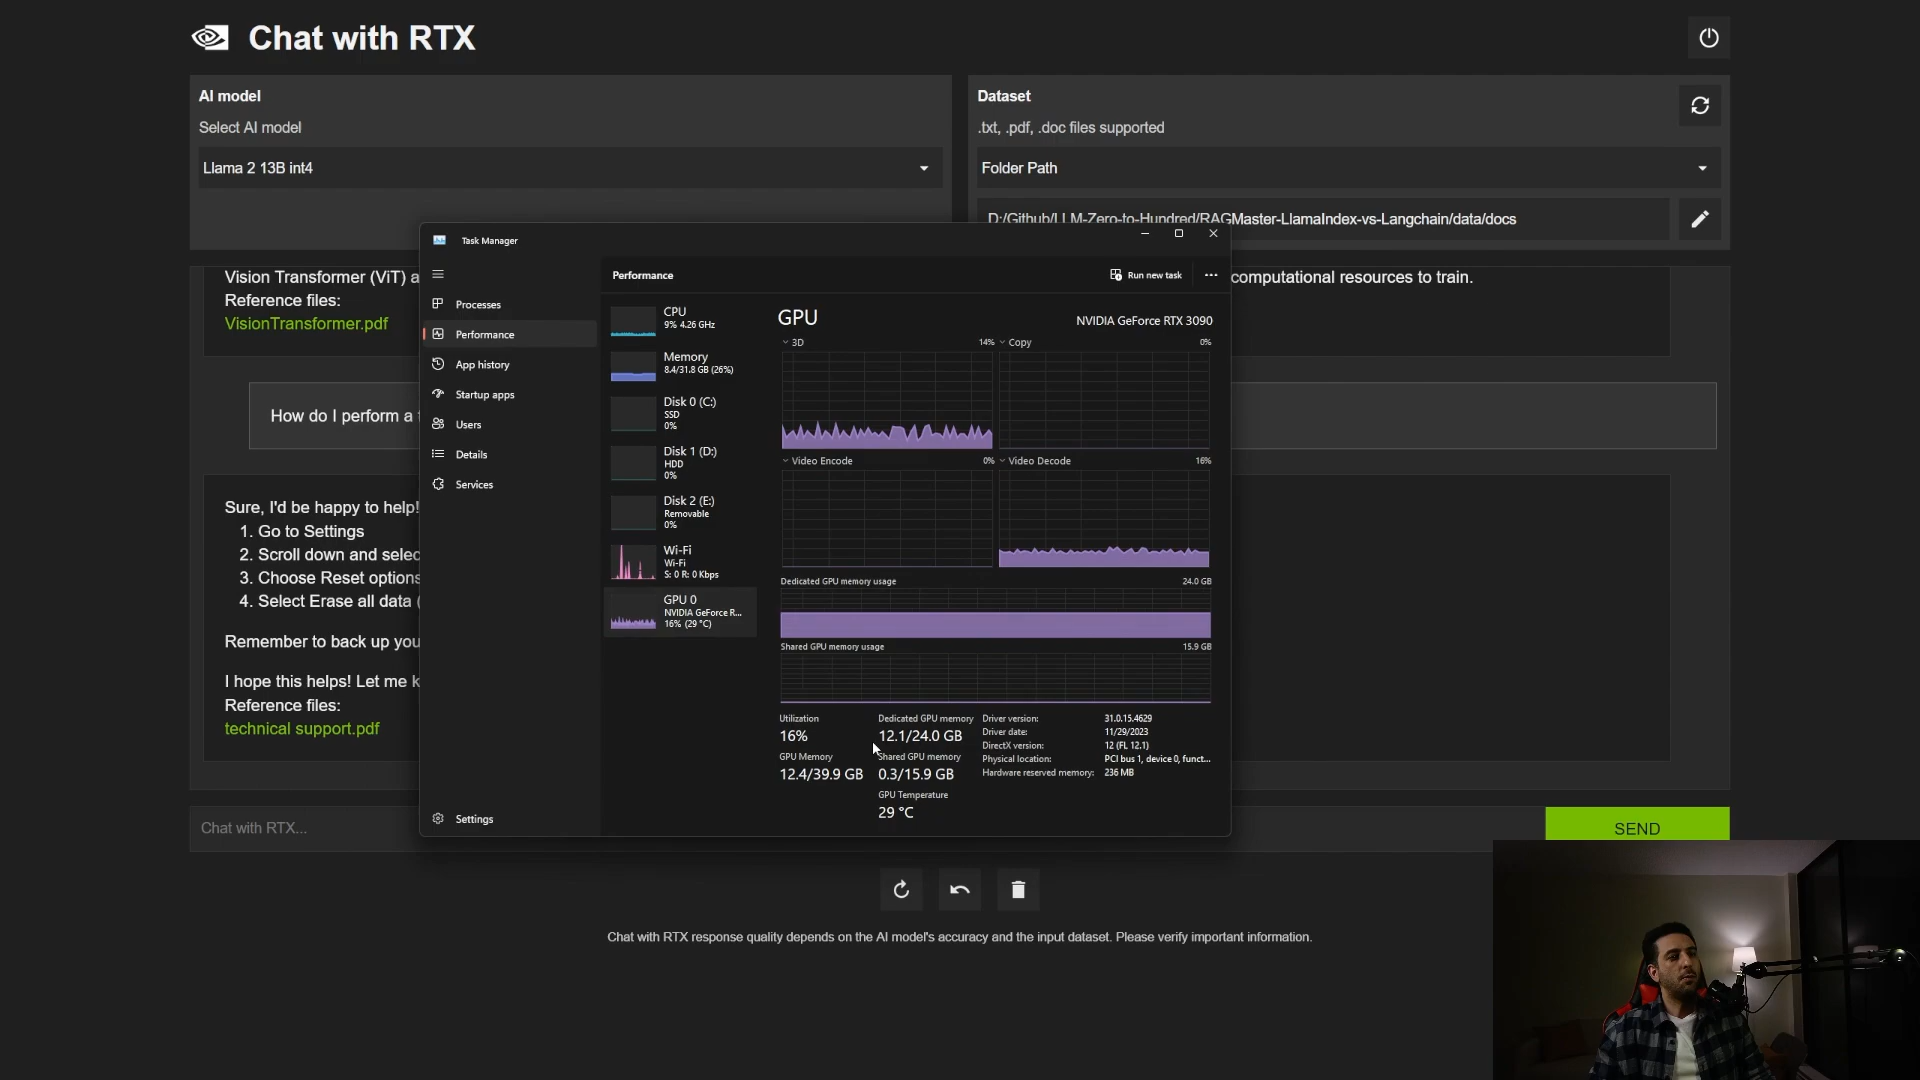 Chat with RTX
AI model
Select AI model
Llama 2 13B int4
Dataset
.txt, .pdf, .doc files supported
Folder Path
D:/Github/LLM-Zero-to-Hundred/RAGMaster-LlamaIndex-vs-Langchain/data/docs
Vision Transformer (ViT) a
computational resources to train.
Reference files:
VisionTransformer.pdf
How do I perform a
Sure, I'd be happy to help!
1. Go to Settings
2. Scroll down and selec
3. Choose Reset options
4. Select Erase all data (
Remember to back up you
I hope this helps! Let me k
Reference files:
technical support.pdf
Task Manager
Processes
Performance
App history
Startup apps
Users
Details
Services
Settings
Performance
Run new task
CPU
9% 4.26 GHz
Memory
8.4/31.8 GB (26%)
Disk 0 (C:)
SSD
0%
Disk 1 (D:)
HDD
0%
Disk 2 (E:)
Removable
0%
Wi-Fi
Wi-Fi
S: 0 R: 0 Kbps
GPU 0
NVIDIA GeForce R...
16% (29 °C)
GPU
NVIDIA GeForce RTX 3090
3D 14%
Copy 0%
Video Encode 0%
Video Decode 16%
Dedicated GPU memory usage 24.0 GB
Shared GPU memory usage 15.9 GB
Utilization
16%
GPU Memory
12.4/39.9 GB
Dedicated GPU memory
12.1/24.0 GB
Shared GPU memory
0.3/15.9 GB
GPU Temperature
29 °C
Driver version: 31.0.15.4629
Driver date: 11/29/2023
DirectX version: 12 (FL 12.1)
Physical location: PCI bus 1, device 0, funct...
Hardware reserved memory: 236 MB
Chat with RTX...
SEND
Chat with RTX response quality depends on the AI model's accuracy and the input dataset. Please verify important information.